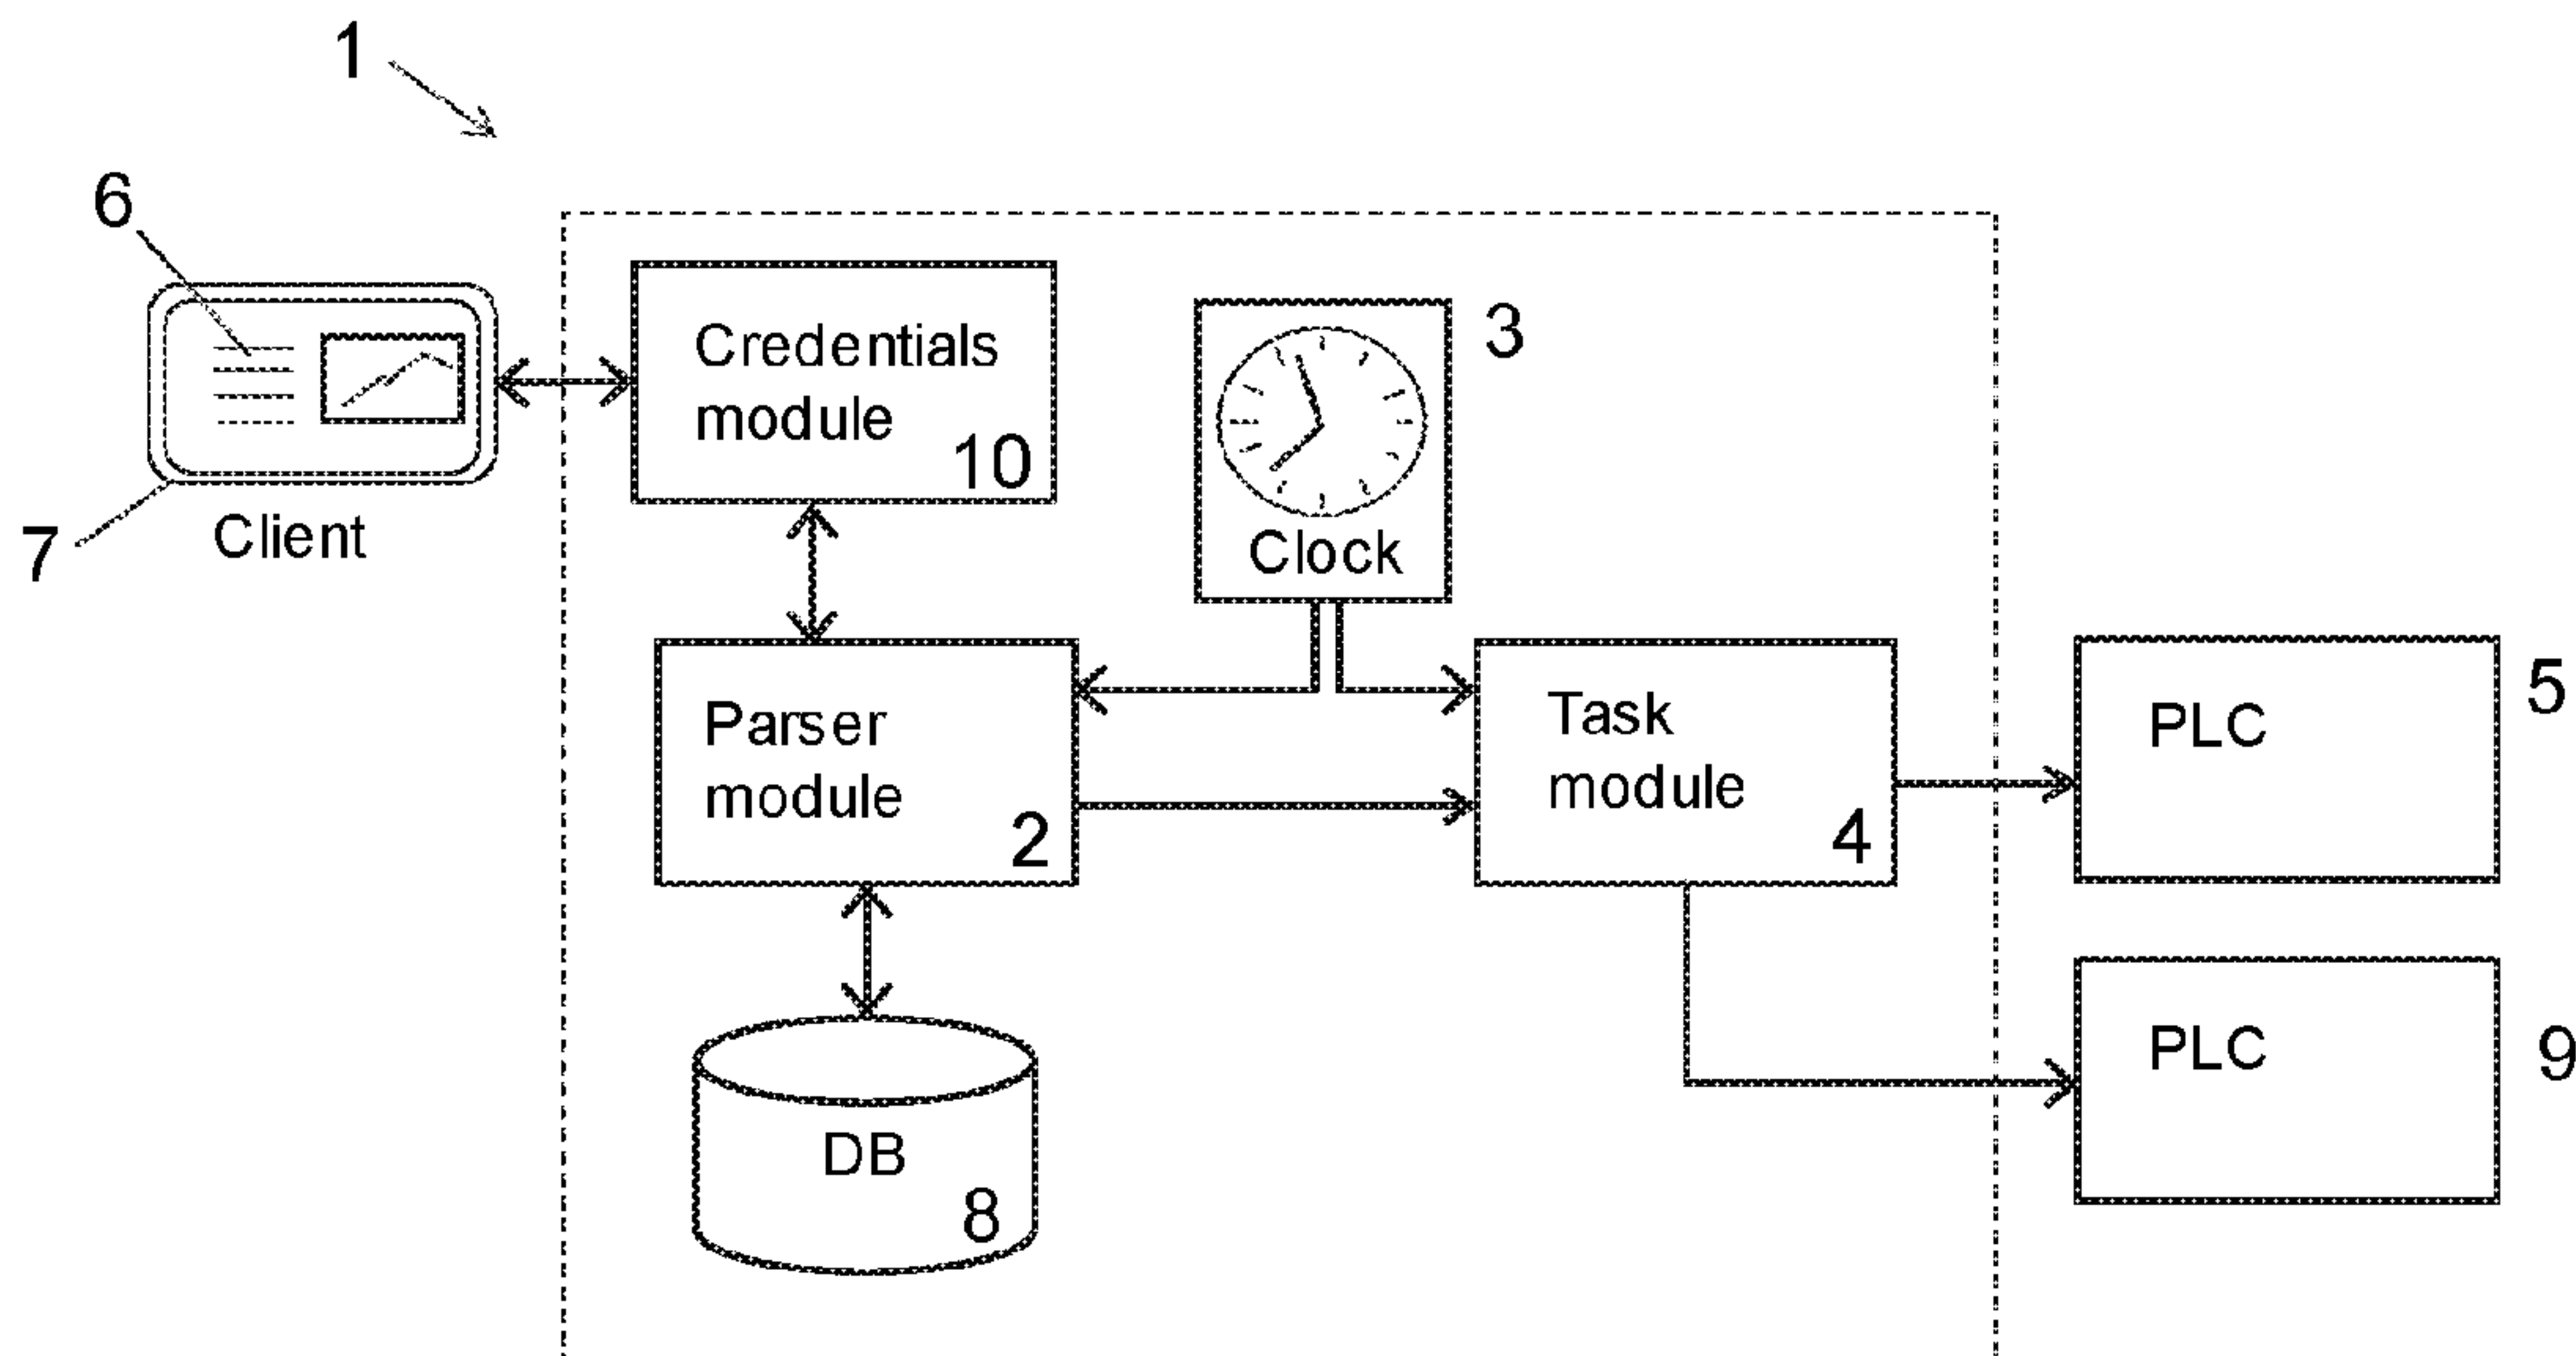 1
6
Credentials
module
10
3
Clock
7
Client
Parser
module
2
Task
module
4
PLC
5
DB
8
PLC
9